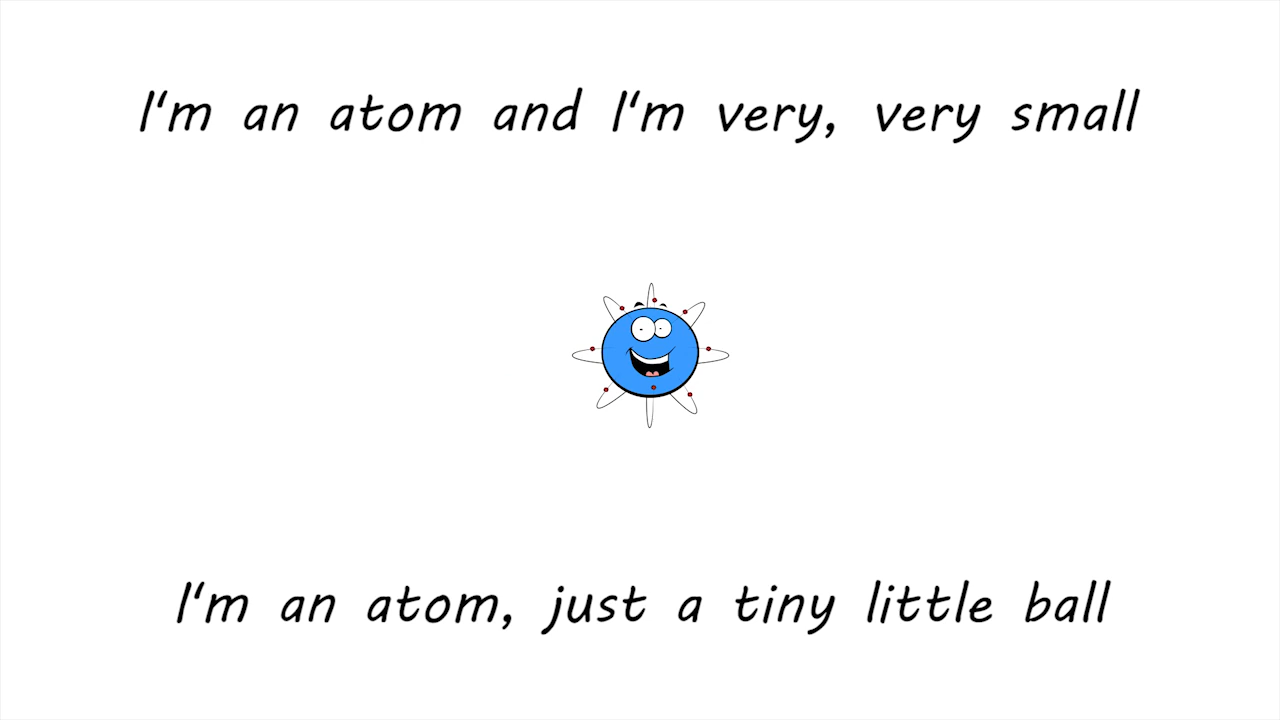 I'm an atom and I'm very, very small
I'm an atom, just a tiny little ball